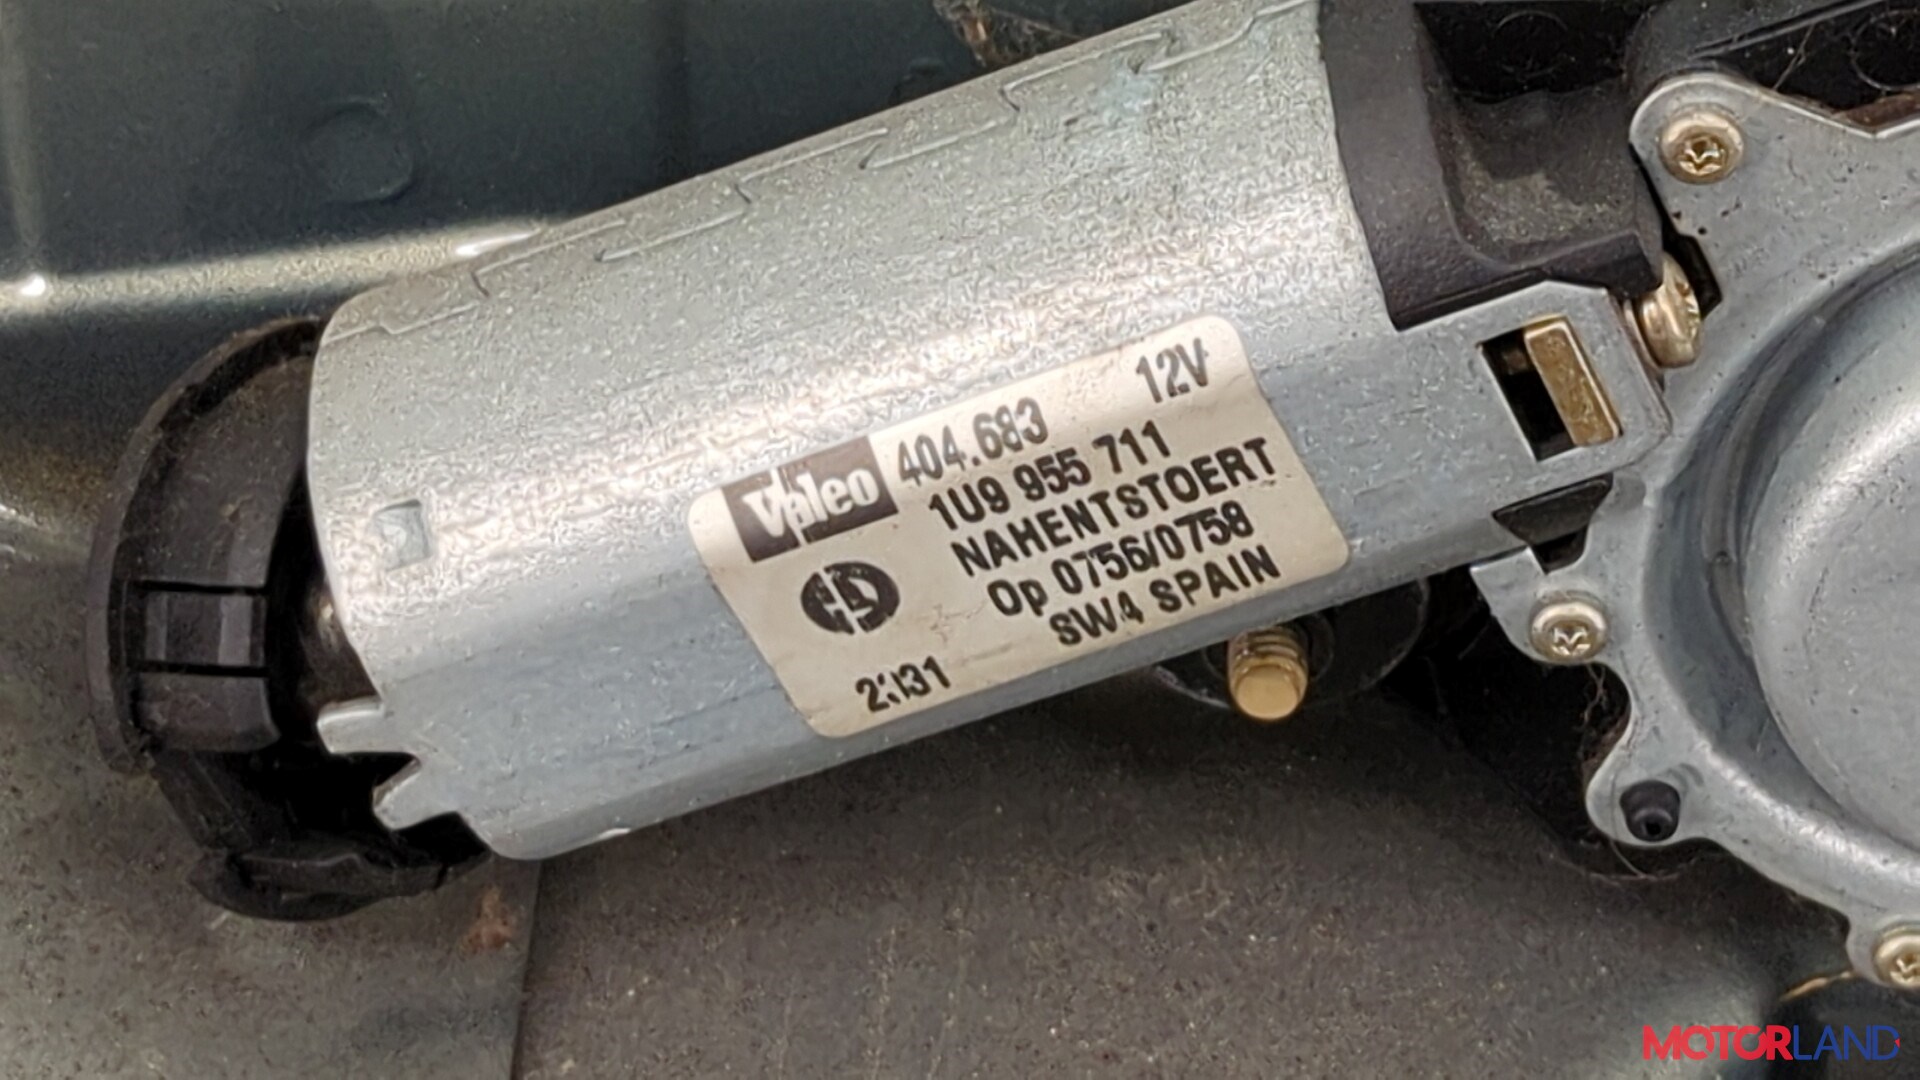 Valeo 404.683 12V
1U9 955 711
NAHENTSTOERT
Op 0756/0758
SW4 SPAIN
MOTORLAND